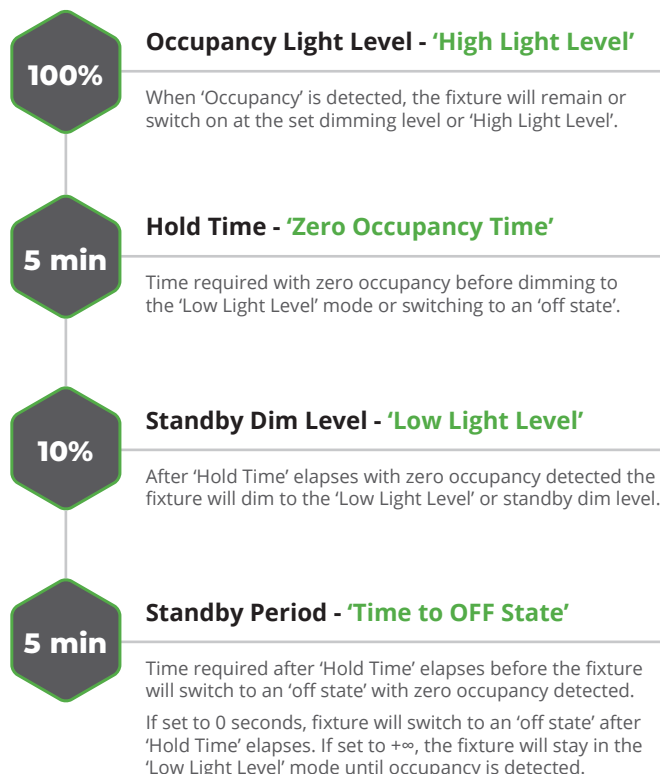 100%
Occupancy Light Level - ‘High Light Level’
When ‘Occupancy’ is detected, the fixture will remain or
switch on at the set dimming level or ‘High Light Level’.
5 min
Hold Time - ‘Zero Occupancy Time’
Time required with zero occupancy before dimming to
the ‘Low Light Level’ mode or switching to an ‘off state’.
10%
Standby Dim Level - ‘Low Light Level’
After ‘Hold Time’ elapses with zero occupancy detected the
fixture will dim to the ‘Low Light Level’ or standby dim level.
5 min
Standby Period - ‘Time to OFF State’
Time required after ‘Hold Time’ elapses before the fixture
will switch to an ‘off state’ with zero occupancy detected.
If set to 0 seconds, fixture will switch to an ‘off state’ after
‘Hold Time’ elapses. If set to +∞, the fixture will stay in the
‘Low Light Level’ mode until occupancy is detected.